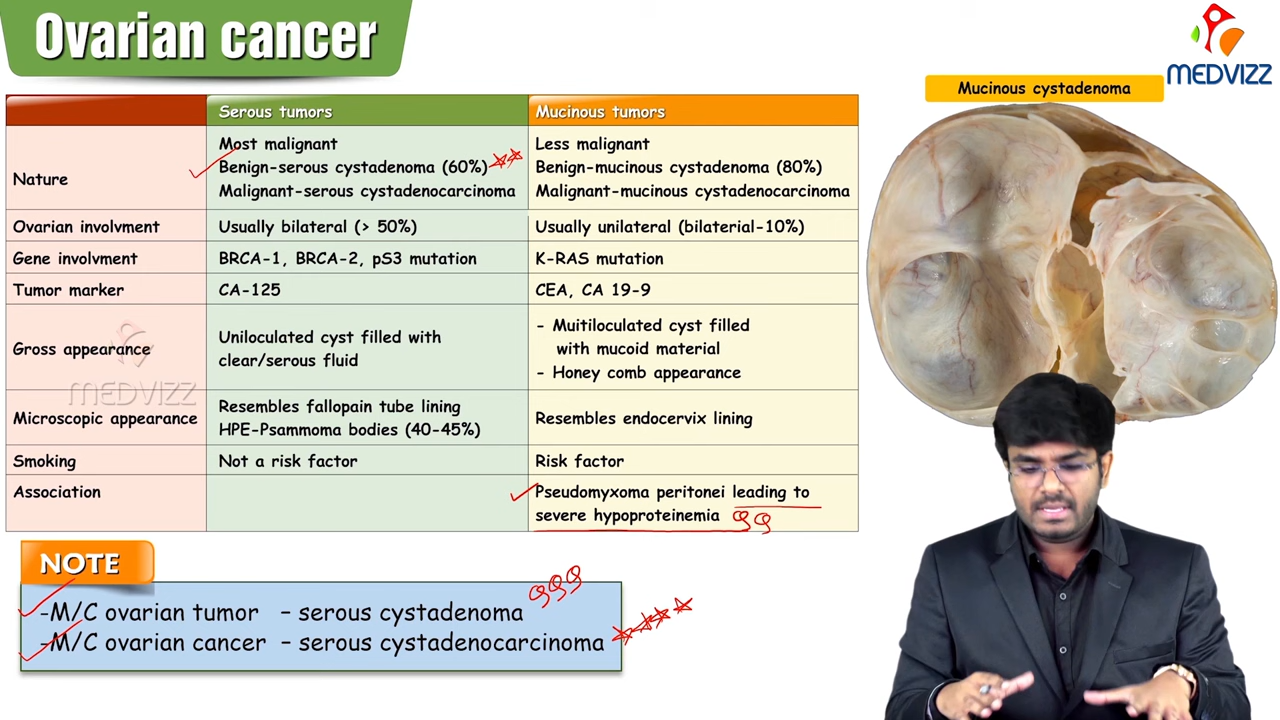 Ovarian cancer
MEDVIZZ
Mucinous cystadenoma
Serous tumors
Mucinous tumors
Nature
Most malignant
Benign-serous cystadenoma (60%)
Malignant-serous cystadenocarcinoma
Less malignant
Benign-mucinous cystadenoma (80%)
Malignant-mucinous cystadenocarcinoma
Ovarian involvment
Usually bilateral (> 50%)
Usually unilateral (bilaterial-10%)
Gene involvment
BRCA-1, BRCA-2, pS3 mutation
K-RAS mutation
Tumor marker
CA-125
CEA, CA 19-9
Gross appearance
Uniloculated cyst filled with
clear/serous fluid
- Muitiloculated cyst filled
with mucoid material
- Honey comb appearance
MEDVIZZ
Microscopic appearance
Resembles fallopain tube lining
HPE-Psammoma bodies (40-45%)
Resembles endocervix lining
Smoking
Not a risk factor
Risk factor
Association
Pseudomyxoma peritonei leading to
severe hypoproteinemia
NOTE
-M/C ovarian tumor – serous cystadenoma
-M/C ovarian cancer – serous cystadenocarcinoma